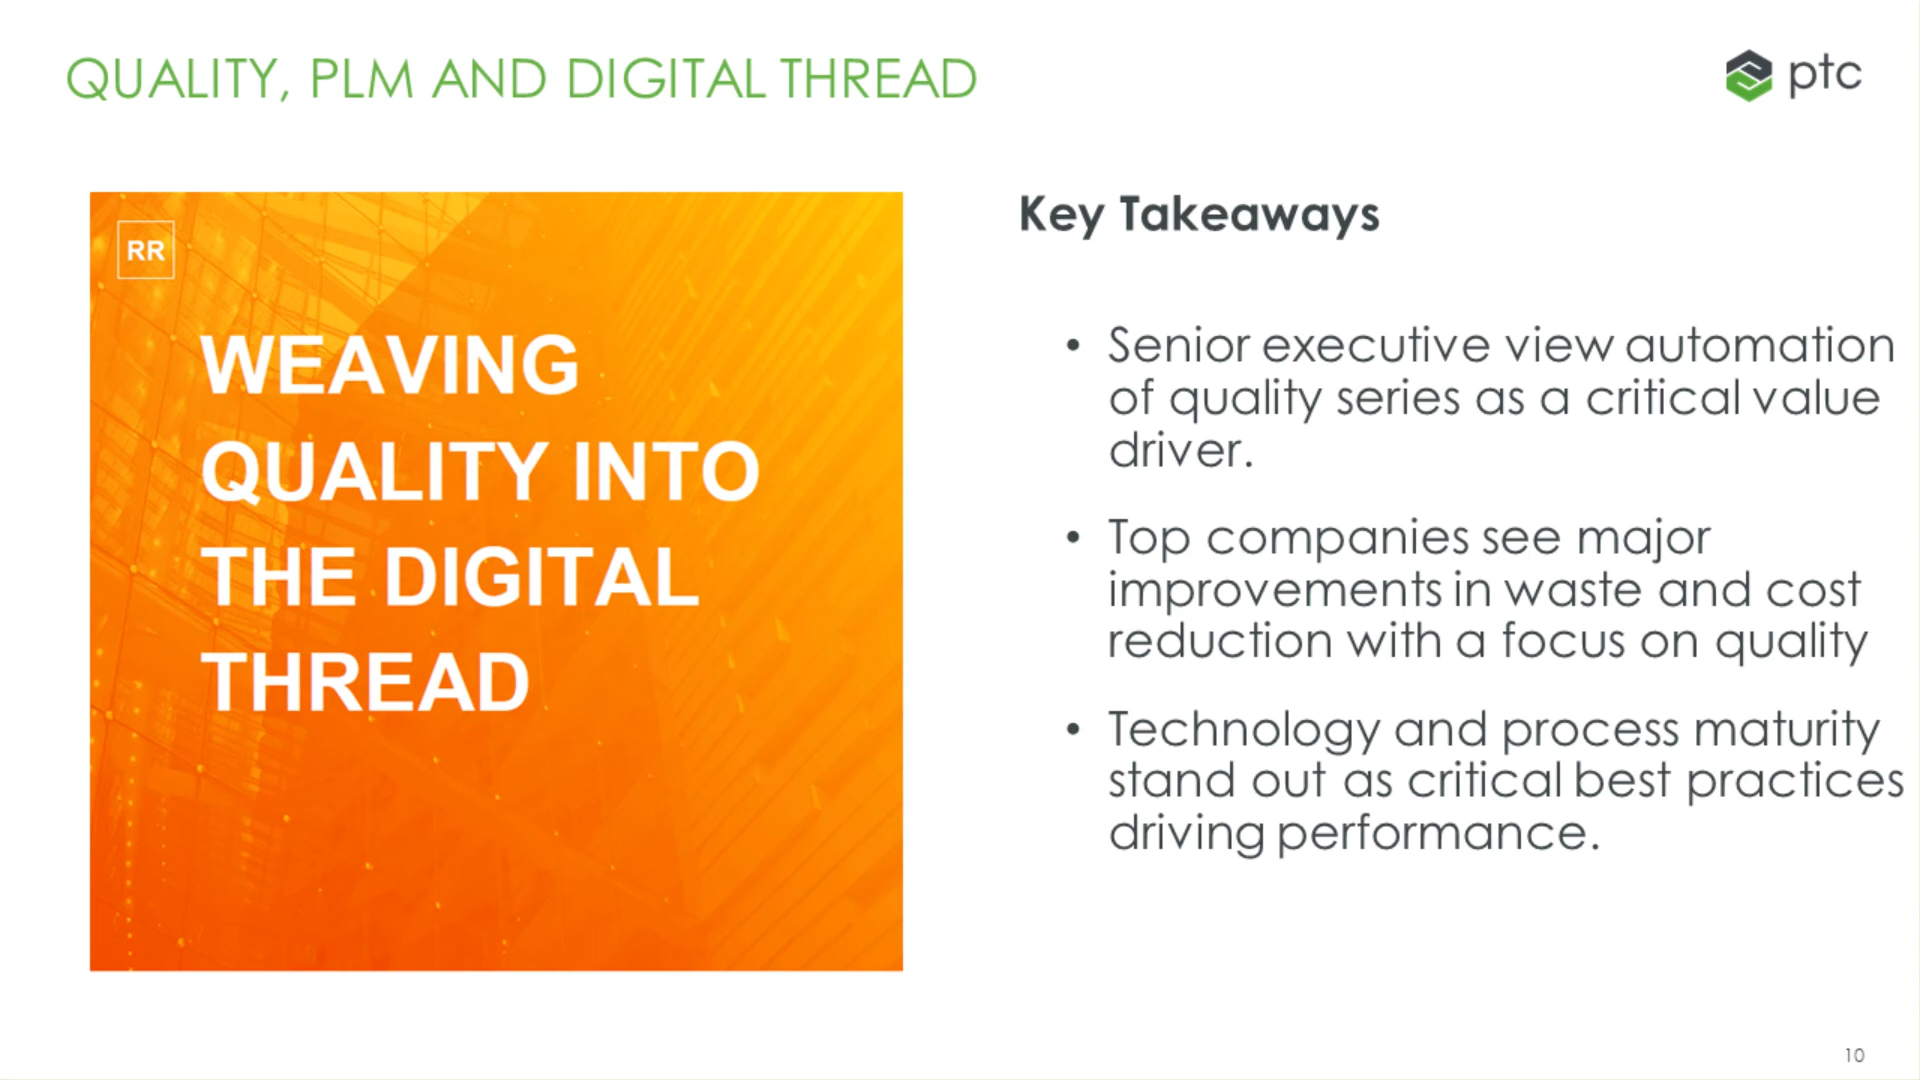 QUALITY, PLM AND DIGITAL THREAD
ptc
RR
WEAVING
QUALITY INTO
THE DIGITAL
THREAD
Key Takeaways
• Senior executive view automation
of quality series as a critical value
driver.
• Top companies see major
improvements in waste and cost
reduction with a focus on quality
• Technology and process maturity
stand out as critical best practices
driving performance.
10